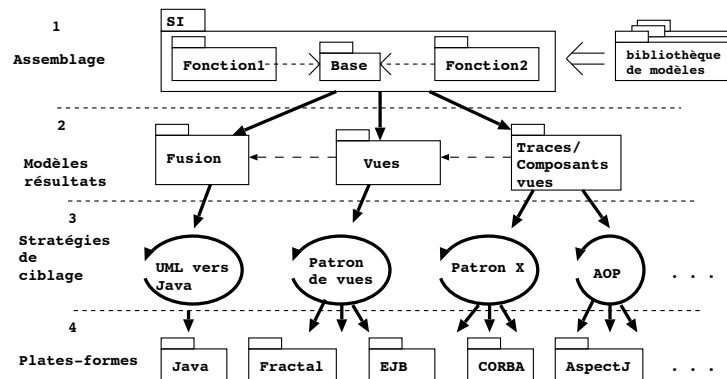 1
Assemblage
SI
Fonction1
Base
Fonction2
bibliothèque
de modèles
2
Modèles
résultats
Fusion
Vues
Traces/
Composants
vues
3
Stratégies
de
ciblage
UML vers
Java
Patron
de vues
Patron X
AOP
. . .
4
Plates-formes
Java
Fractal
EJB
CORBA
AspectJ
. . .